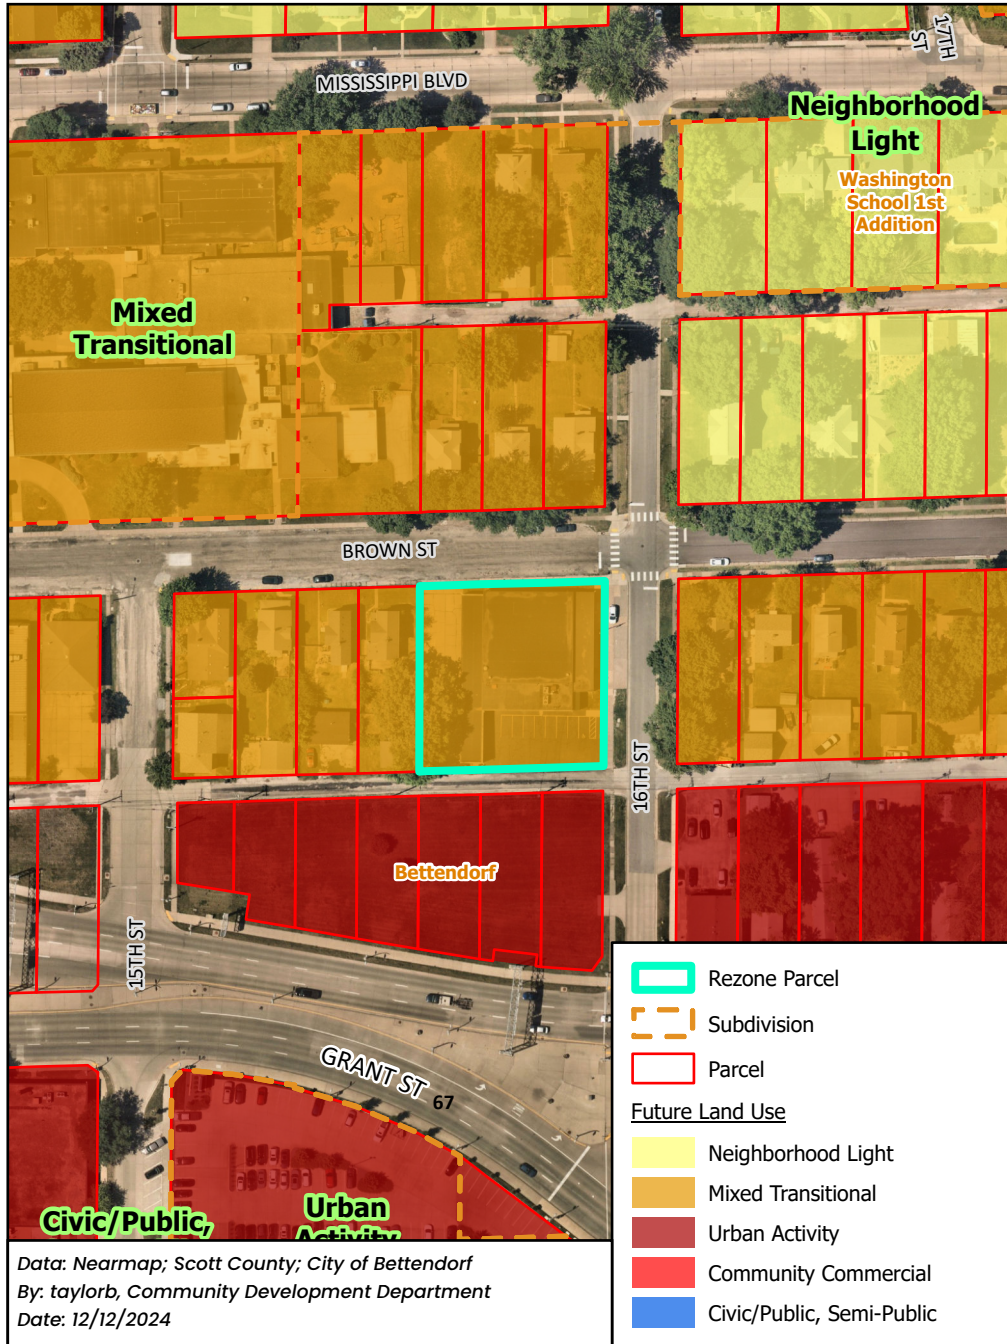 17TH
ST
MISSISSIPPI BLVD
Neighborhood
Light
Washington
School 1st
Addition
Mixed
Transitional
BROWN ST
16TH ST
Bettendorf
15TH ST
GRANT ST
67
Civic/Public,
Urban
Activity
Rezone Parcel
Subdivision
Parcel
Future Land Use
Neighborhood Light
Mixed Transitional
Urban Activity
Community Commercial
Civic/Public, Semi-Public
Data: Nearmap; Scott County; City of Bettendorf
By: taylorb, Community Development Department
Date: 12/12/2024